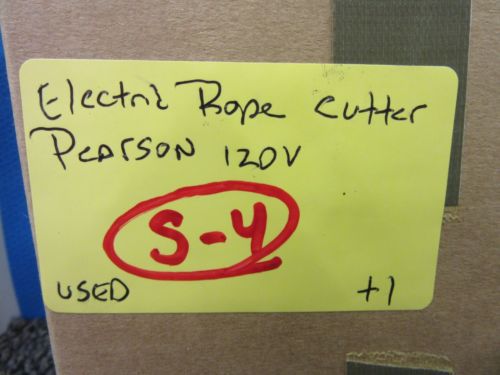 Electric Rope Cutter
Pearson 120V
S-4
USED +1